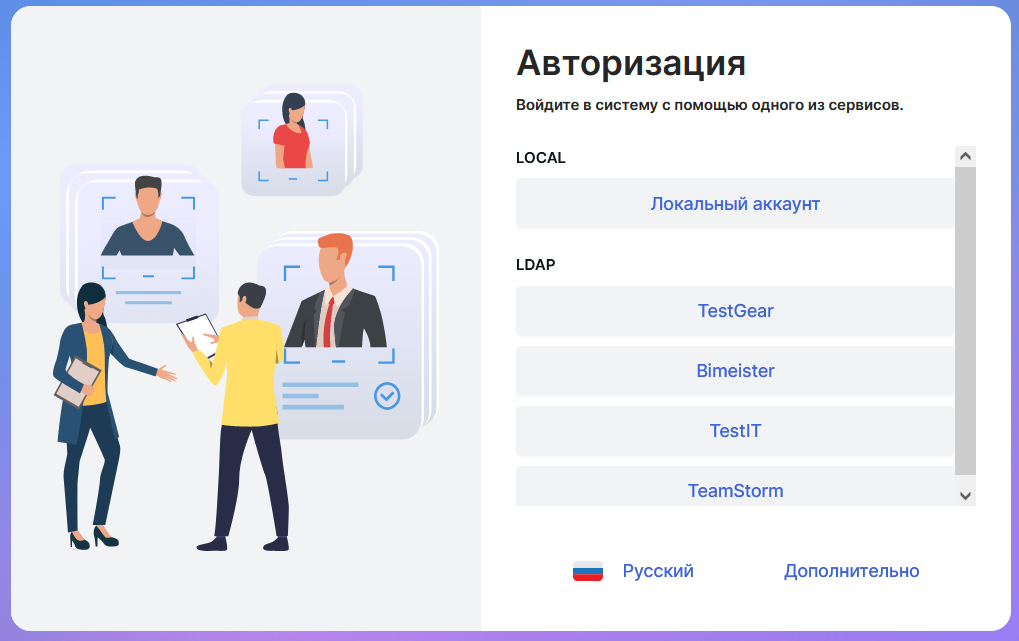 Авторизация
Войдите в систему с помощью одного из сервисов.
LOCAL
Локальный аккаунт
LDAP
TestGear
Bimeister
TestIT
TeamStorm
Русский
Дополнительно